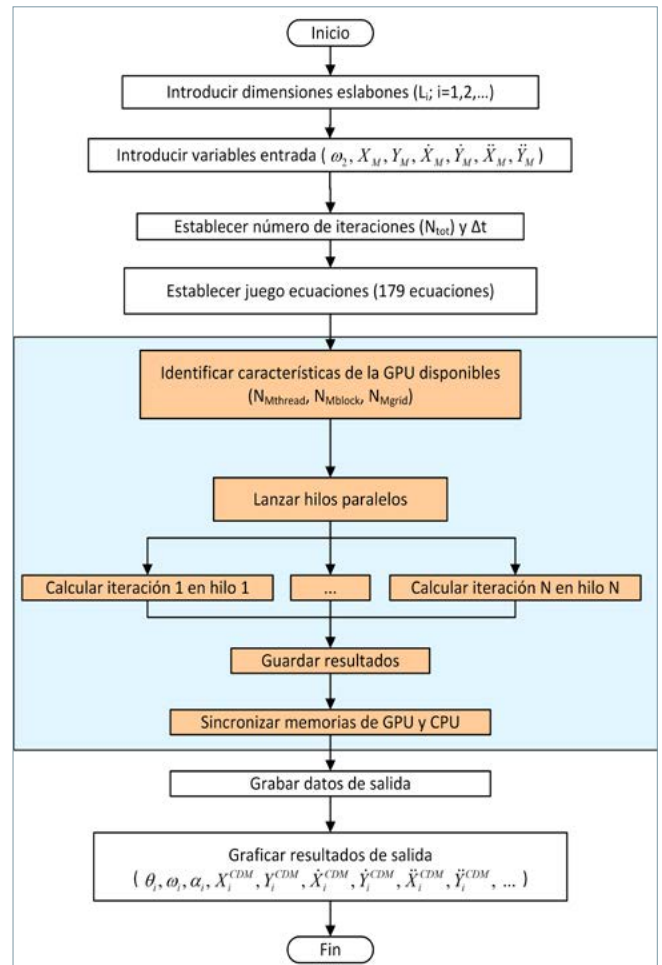 Inicio
Introducir dimensiones eslabones (Lᵢ; i=1,2,...)
Introducir variables entrada ( ω₂, X_M, Y_M, Ẋ_M, Ẏ_M, Ẍ_M, Ÿ_M )
Establecer número de iteraciones (N_tot) y Δt
Establecer juego ecuaciones (179 ecuaciones)
Identificar características de la GPU disponibles
(N_Mthread, N_Mblock, N_Mgrid)
Lanzar hilos paralelos
Calcular iteración 1 en hilo 1
...
Calcular iteración N en hilo N
Guardar resultados
Sincronizar memorias de GPU y CPU
Grabar datos de salida
Graficar resultados de salida
( θᵢ, ωᵢ, αᵢ, Xᵢ^CDM, Yᵢ^CDM, Ẋᵢ^CDM, Ẏᵢ^CDM, Ẍᵢ^CDM, Ÿᵢ^CDM, ... )
Fin